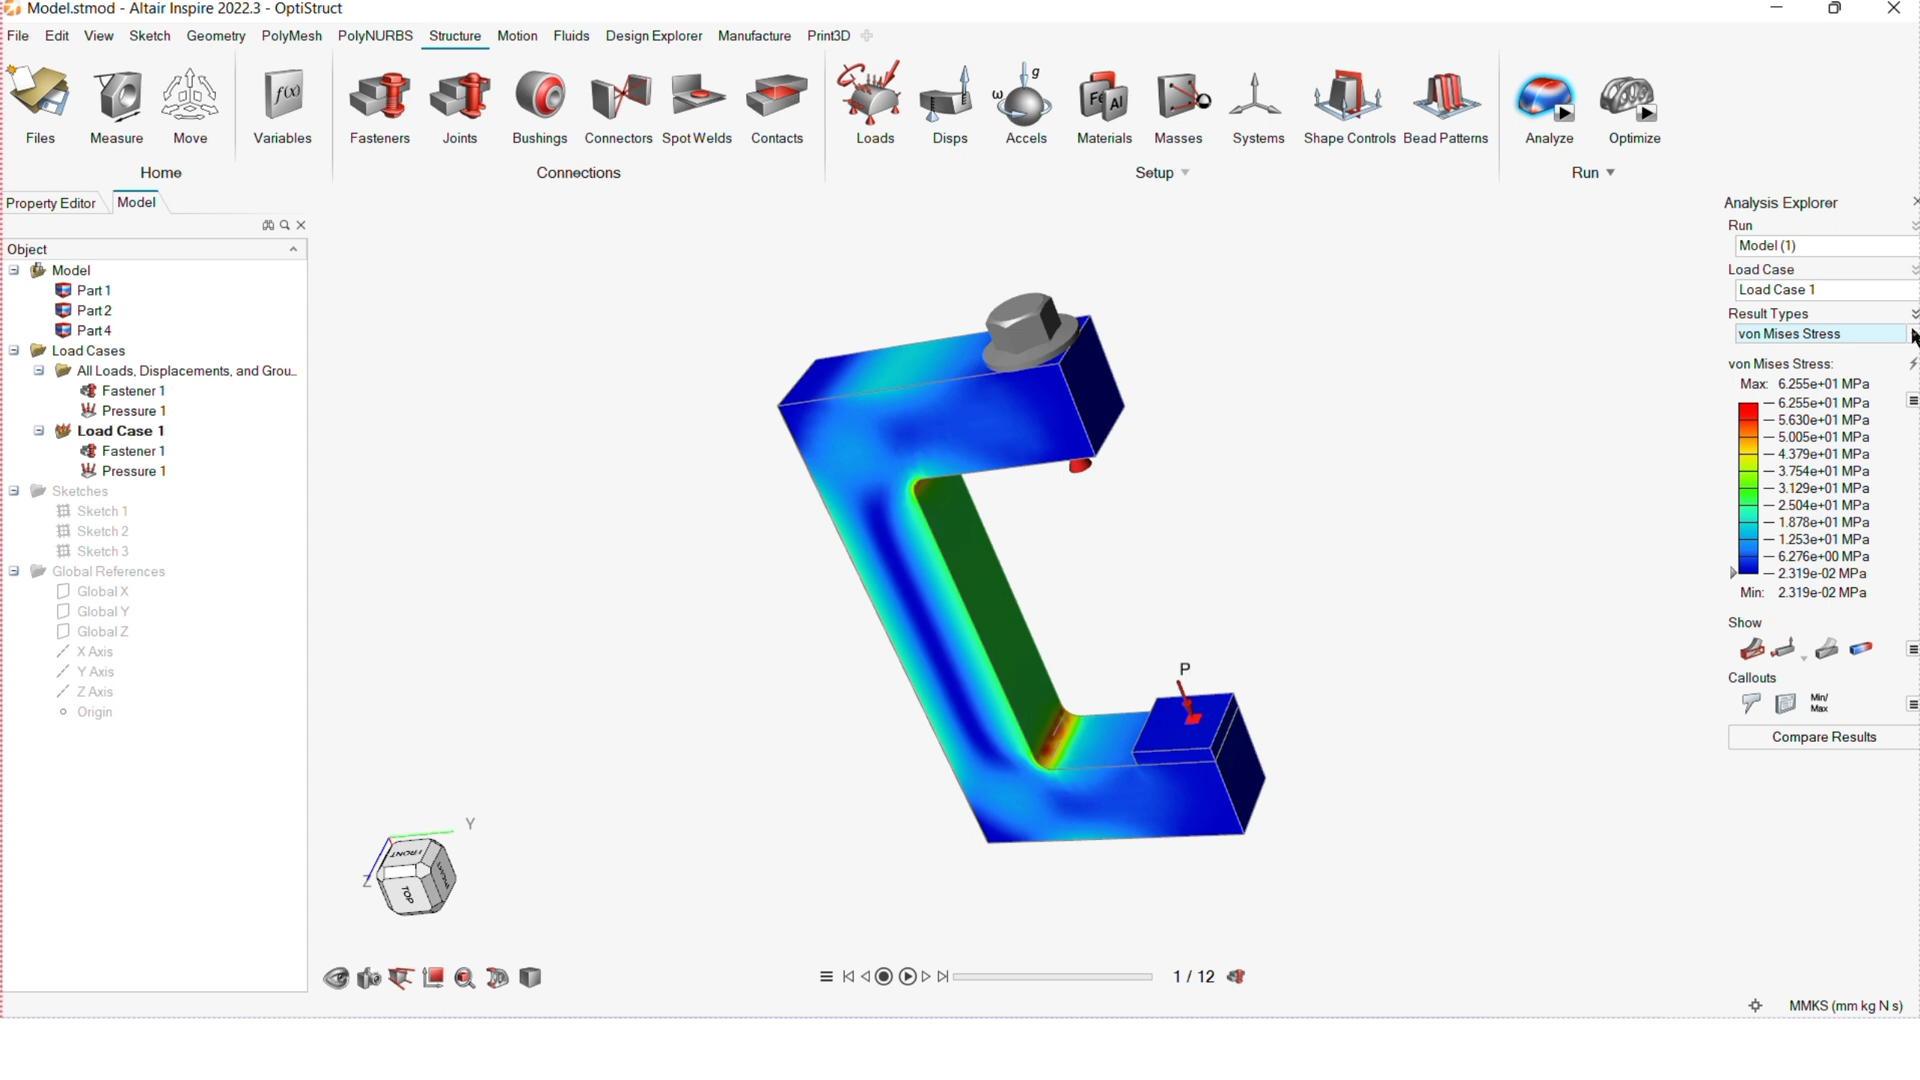 Model.stmod - Altair Inspire 2022.3 - OptiStruct
File Edit View Sketch Geometry PolyMesh PolyNURBS Structure Motion Fluids Design Explorer Manufacture Print3D
f(x) g ω Fe Al
Files Measure Move Variables Fasteners Joints Bushings Connectors Spot Welds Contacts Loads Disps Accels Materials Masses Systems Shape Controls Bead Patterns Analyze Optimize
Home Connections Setup Run
Property Editor Model
Object
Model
Part 1
Part 2
Part 4
Load Cases
All Loads, Displacements, and Grou...
Fastener 1
Pressure 1
Load Case 1
Fastener 1
Pressure 1
Sketches
Sketch 1
Sketch 2
Sketch 3
Global References
Global X
Global Y
Global Z
X Axis
Y Axis
Z Axis
Origin
P
Y
Z
FRONT
TOP
1 / 12
Analysis Explorer
Run
Model (1)
Load Case
Load Case 1
Result Types
von Mises Stress
von Mises Stress:
Max: 6.255e+01 MPa
6.255e+01 MPa
5.630e+01 MPa
5.005e+01 MPa
4.379e+01 MPa
3.754e+01 MPa
3.129e+01 MPa
2.504e+01 MPa
1.878e+01 MPa
1.253e+01 MPa
6.276e+00 MPa
2.319e-02 MPa
Min: 2.319e-02 MPa
Show
Callouts
Min/
Max
Compare Results
MMKS (mm kg N s)